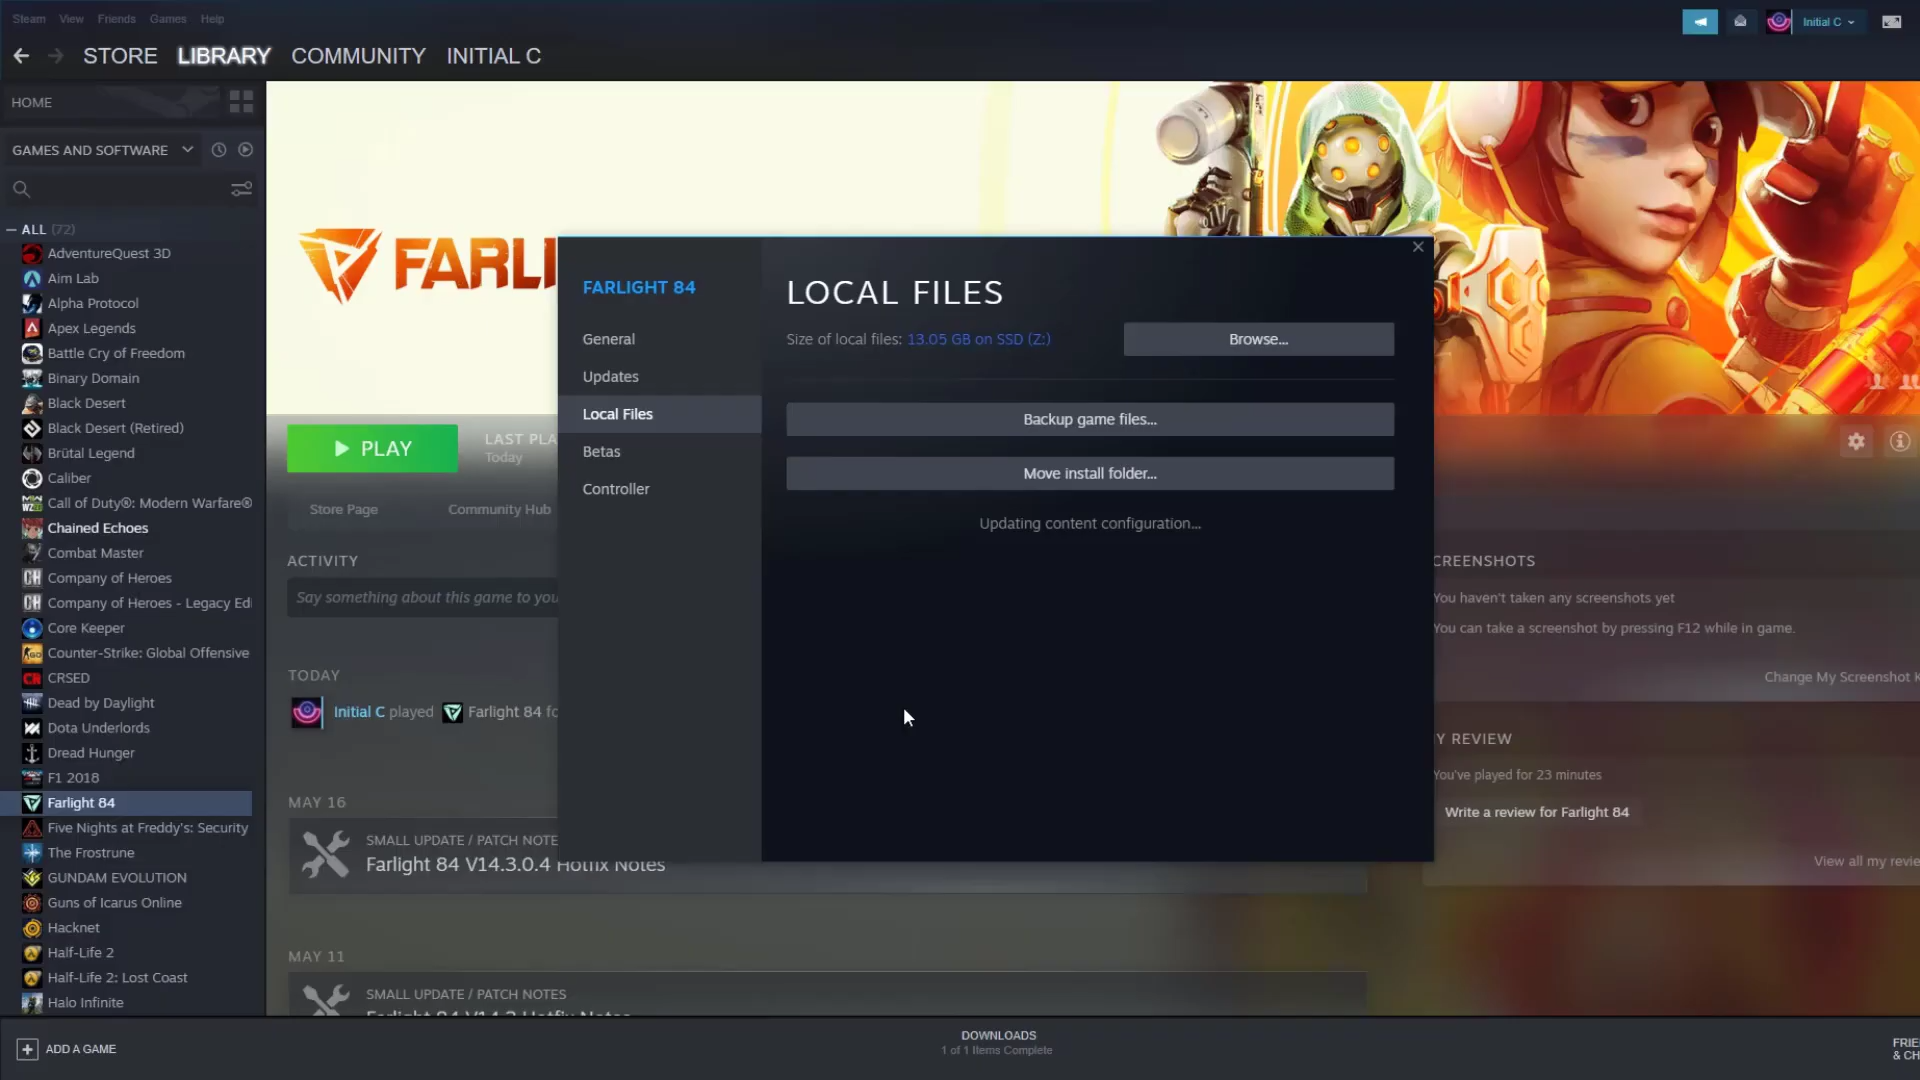 Steam View Friends Games Help
Initial C
STORE LIBRARY COMMUNITY INITIAL C
HOME
GAMES AND SOFTWARE
ALL (72)
AdventureQuest 3D
Aim Lab
Alpha Protocol
Apex Legends
Battle Cry of Freedom
Binary Domain
Black Desert
Black Desert (Retired)
Brütal Legend
Caliber
Call of Duty®: Modern Warfare®
Chained Echoes
Combat Master
Company of Heroes
Company of Heroes - Legacy Edi
Core Keeper
Counter-Strike: Global Offensive
CRSED
Dead by Daylight
Dota Underlords
Dread Hunger
F1 2018
Farlight 84
Five Nights at Freddy's: Security
The Frostrune
GUNDAM EVOLUTION
Guns of Icarus Online
Hacknet
Half-Life 2
Half-Life 2: Lost Coast
Halo Infinite
ADD A GAME
FARLI
PLAY
LAST PLA
Today
Store Page Community Hub
ACTIVITY
Say something about this game to you
TODAY
Initial C played Farlight 84 fo
MAY 16
SMALL UPDATE / PATCH NOTE
Farlight 84 V14.3.0.4 Hotfix Notes
MAY 11
SMALL UPDATE / PATCH NOTES
Farlight 84 V14.3 Hotfix Notes
FARLIGHT 84
General
Updates
Local Files
Betas
Controller
LOCAL FILES
Size of local files: 13.05 GB on SSD (Z:)
Browse...
Backup game files...
Move install folder...
Updating content configuration...
CREENSHOTS
You haven't taken any screenshots yet
You can take a screenshot by pressing F12 while in game.
Change My Screenshot K
Y REVIEW
You've played for 23 minutes
Write a review for Farlight 84
View all my revie
DOWNLOADS
1 of 1 Items Complete
FRIE
& CH